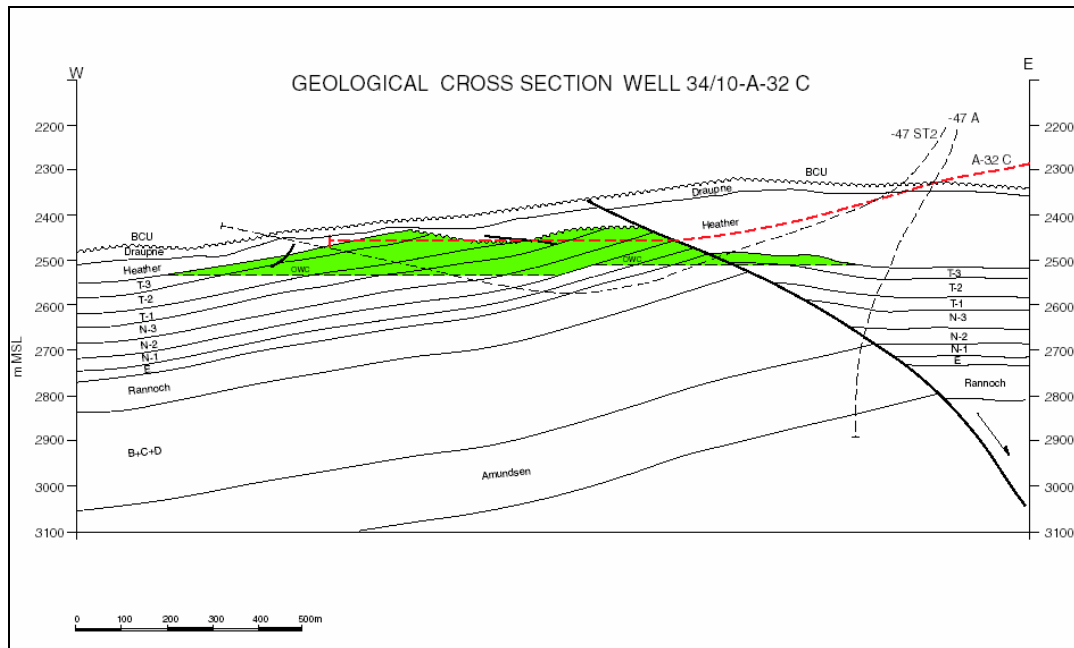 W
E
GEOLOGICAL CROSS SECTION WELL 34/10-A-32 C
-47 A
-47 ST2
A-32 C
2200
2200
2300
2300
BCU
Draupne
2400
2400
Heather
BCU
Draupne
2500
2500
Heather
OWC
OWC
T-3
T-3
T-2
T-2
2600
2600
T-1
T-1
N-3
N-3
N-2
N-2
2700
2700
N-1
N-1
E
E
m MSL
Rannoch
Rannoch
2800
2800
2900
2900
B+C+D
Amundsen
3000
3000
3100
3100
0 100 200 300 400 500m